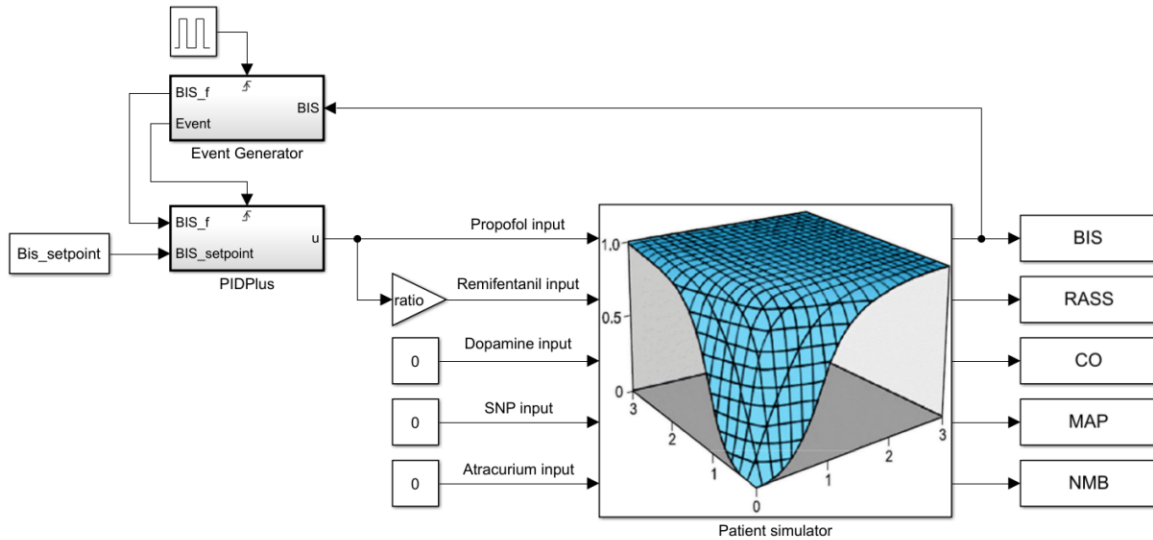 BIS_f
BIS
Event
Event Generator
BIS_f
BIS_setpoint
u
PIDPlus
Bis_setpoint
Propofol input
ratio
Remifentanil input
0
Dopamine input
0
SNP input
0
Atracurium input
1.0
0.5
0
3
2
1
0
1
2
3
Patient simulator
BIS
RASS
CO
MAP
NMB